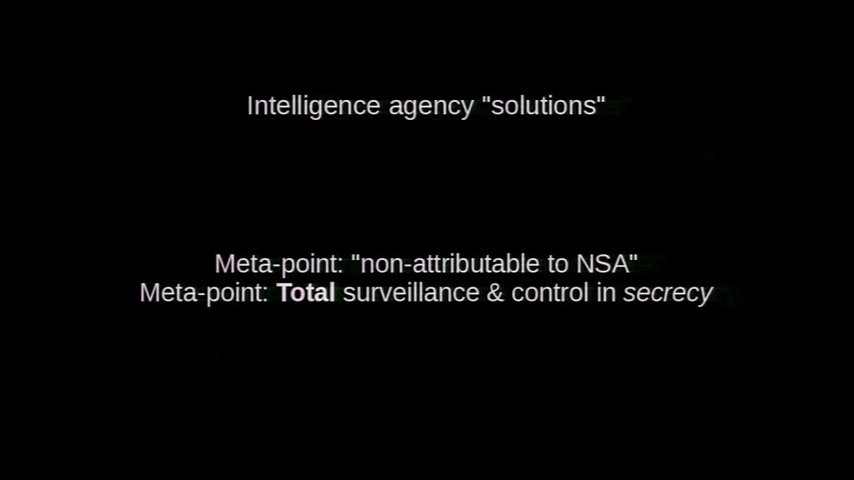 Intelligence agency "solutions"
Meta-point: "non-attributable to NSA"
Meta-point: Total surveillance & control in secrecy